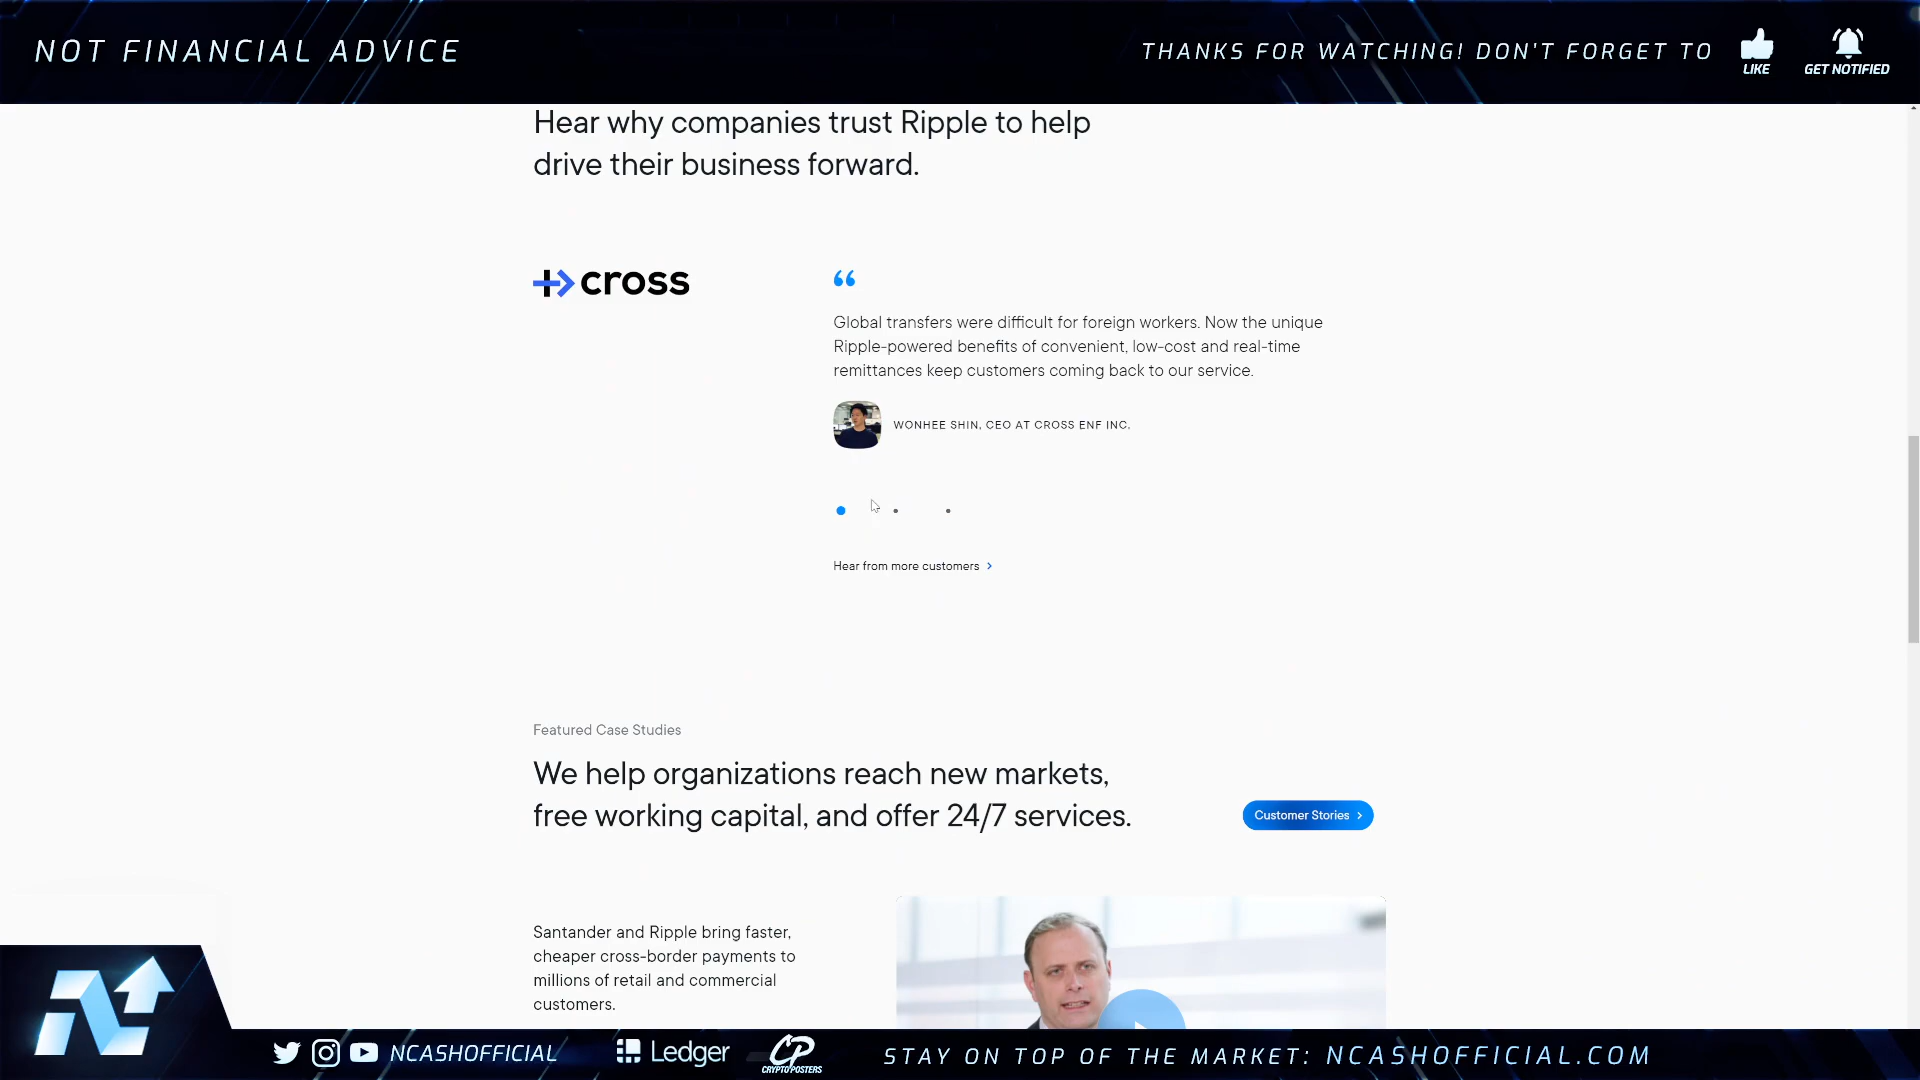 NOT FINANCIAL ADVICE
THANKS FOR WATCHING! DON'T FORGET TO
LIKE
GET NOTIFIED
Hear why companies trust Ripple to help
drive their business forward.
cross
“
Global transfers were difficult for foreign workers. Now the unique
Ripple-powered benefits of convenient, low-cost and real-time
remittances keep customers coming back to our service.
WONHEE SHIN, CEO AT CROSS ENF INC.
Hear from more customers
Featured Case Studies
We help organizations reach new markets,
free working capital, and offer 24/7 services.
Customer Stories
Santander and Ripple bring faster,
cheaper cross-border payments to
millions of retail and commercial
customers.
NCASHOFFICIAL
Ledger
CP
CRYPTOPOSTERS
STAY ON TOP OF THE MARKET: NCASHOFFICIAL.COM